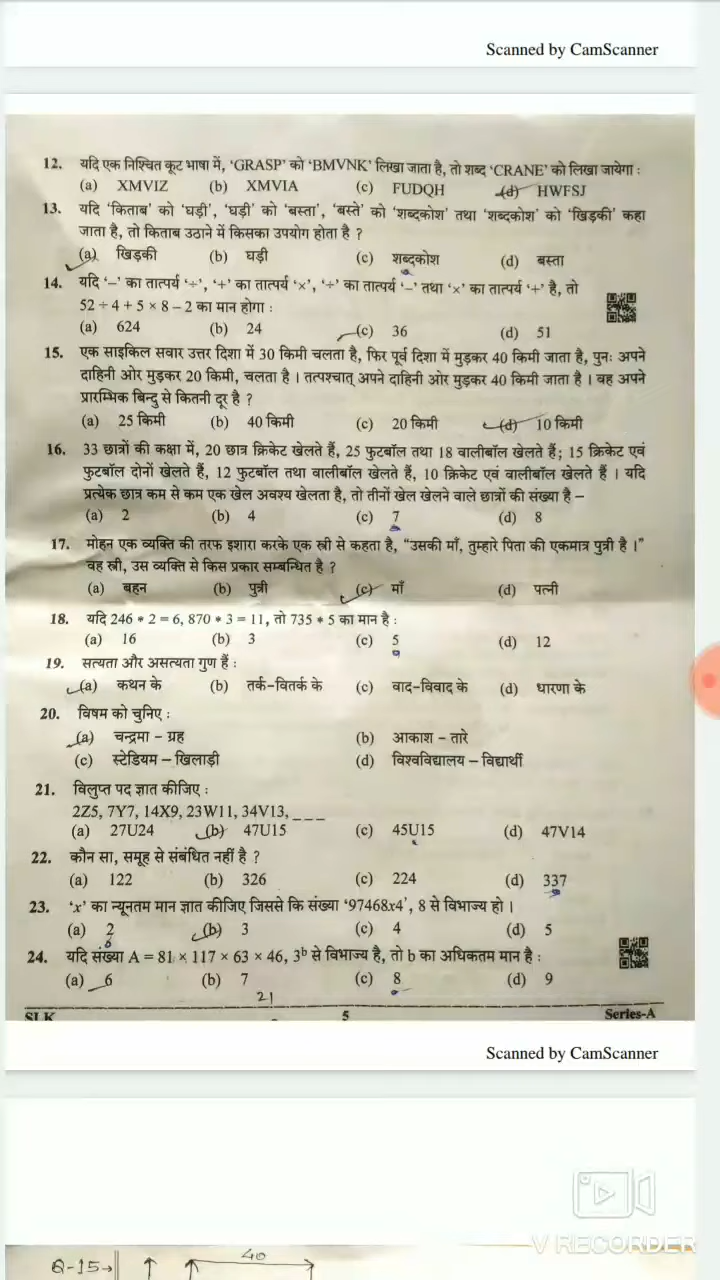 Scanned by CamScanner
12. यदि एक निश्चित कूट भाषा में, 'GRASP' को 'BMVNK' लिखा जाता है, तो शब्द 'CRANE' को लिखा जायेगा :
(a) XMVIZ (b) XMVIA (c) FUDQH (d) HWFSJ
13. यदि 'किताब' को 'घड़ी', 'घड़ी' को 'बस्ता', 'बस्ते' को 'शब्दकोश' तथा 'शब्दकोश' को 'खिड़की' कहा
जाता है, तो किताब उठाने में किसका उपयोग होता है ?
(a) खिड़की (b) घड़ी (c) शब्दकोश (d) बस्ता
14. यदि '–' का तात्पर्य '÷', '+' का तात्पर्य '×', '÷' का तात्पर्य '–' तथा '×' का तात्पर्य '+' है, तो
52 ÷ 4 + 5 × 8 – 2 का मान होगा :
(a) 624 (b) 24 (c) 36 (d) 51
15. एक साइकिल सवार उत्तर दिशा में 30 किमी चलता है, फिर पूर्व दिशा में मुड़कर 40 किमी जाता है, पुनः अपने
दाहिनी ओर मुड़कर 20 किमी, चलता है । तत्पश्चात् अपने दाहिनी ओर मुड़कर 40 किमी जाता है । वह अपने
प्रारम्भिक बिन्दु से कितनी दूर है ?
(a) 25 किमी (b) 40 किमी (c) 20 किमी (d) 10 किमी
16. 33 छात्रों की कक्षा में, 20 छात्र क्रिकेट खेलते हैं, 25 फुटबॉल तथा 18 वालीबॉल खेलते हैं; 15 क्रिकेट एवं
फुटबॉल दोनों खेलते हैं, 12 फुटबॉल तथा वालीबॉल खेलते हैं, 10 क्रिकेट एवं वालीबॉल खेलते हैं । यदि
प्रत्येक छात्र कम से कम एक खेल अवश्य खेलता है, तो तीनों खेल खेलने वाले छात्रों की संख्या है –
(a) 2 (b) 4 (c) 7 (d) 8
17. मोहन एक व्यक्ति की तरफ इशारा करके एक स्त्री से कहता है, "उसकी माँ, तुम्हारे पिता की एकमात्र पुत्री है ।"
वह स्त्री, उस व्यक्ति से किस प्रकार सम्बन्धित है ?
(a) बहन (b) पुत्री (c) माँ (d) पत्नी
18. यदि 246 * 2 = 6, 870 * 3 = 11, तो 735 * 5 का मान है :
(a) 16 (b) 3 (c) 5 (d) 12
19. सत्यता और असत्यता गुण हैं :
(a) कथन के (b) तर्क-वितर्क के (c) वाद-विवाद के (d) धारणा के
20. विषम को चुनिए :
(a) चन्द्रमा – ग्रह (b) आकाश – तारे
(c) स्टेडियम – खिलाड़ी (d) विश्वविद्यालय – विद्यार्थी
21. विलुप्त पद ज्ञात कीजिए :
2Z5, 7Y7, 14X9, 23W11, 34V13, _ _ _
(a) 27U24 (b) 47U15 (c) 45U15 (d) 47V14
22. कौन सा, समूह से संबंधित नहीं है ?
(a) 122 (b) 326 (c) 224 (d) 337
23. 'x' का न्यूनतम मान ज्ञात कीजिए जिससे कि संख्या '97468x4', 8 से विभाज्य हो ।
(a) 2 (b) 3 (c) 4 (d) 5
24. यदि संख्या A = 81 × 117 × 63 × 46, 3ᵇ से विभाज्य है, तो b का अधिकतम मान है :
(a) 6 (b) 7 (c) 8 (d) 9
21
SLK 5 Series-A
Scanned by CamScanner
V RECORDER
Q-15→ 40